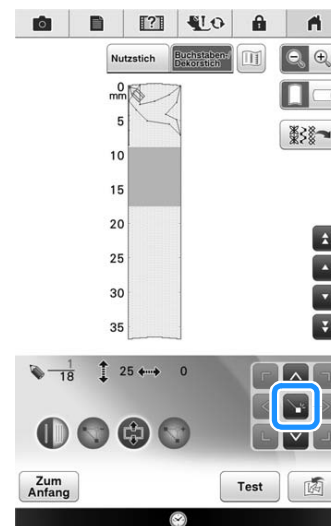 Nutzstich
Buchstaben-
Dekorstich
0
mm
5
10
15
20
25
30
35
1
18
25
0
Zum
Anfang
Test